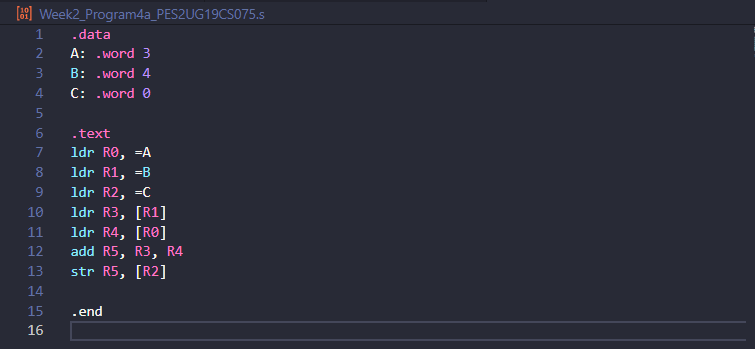 Week2_Program4a_PES2UG19CS075.s
1 .data
2 A: .word 3
3 B: .word 4
4 C: .word 0
5
6 .text
7 ldr R0, =A
8 ldr R1, =B
9 ldr R2, =C
10 ldr R3, [R1]
11 ldr R4, [R0]
12 add R5, R3, R4
13 str R5, [R2]
14
15 .end
16